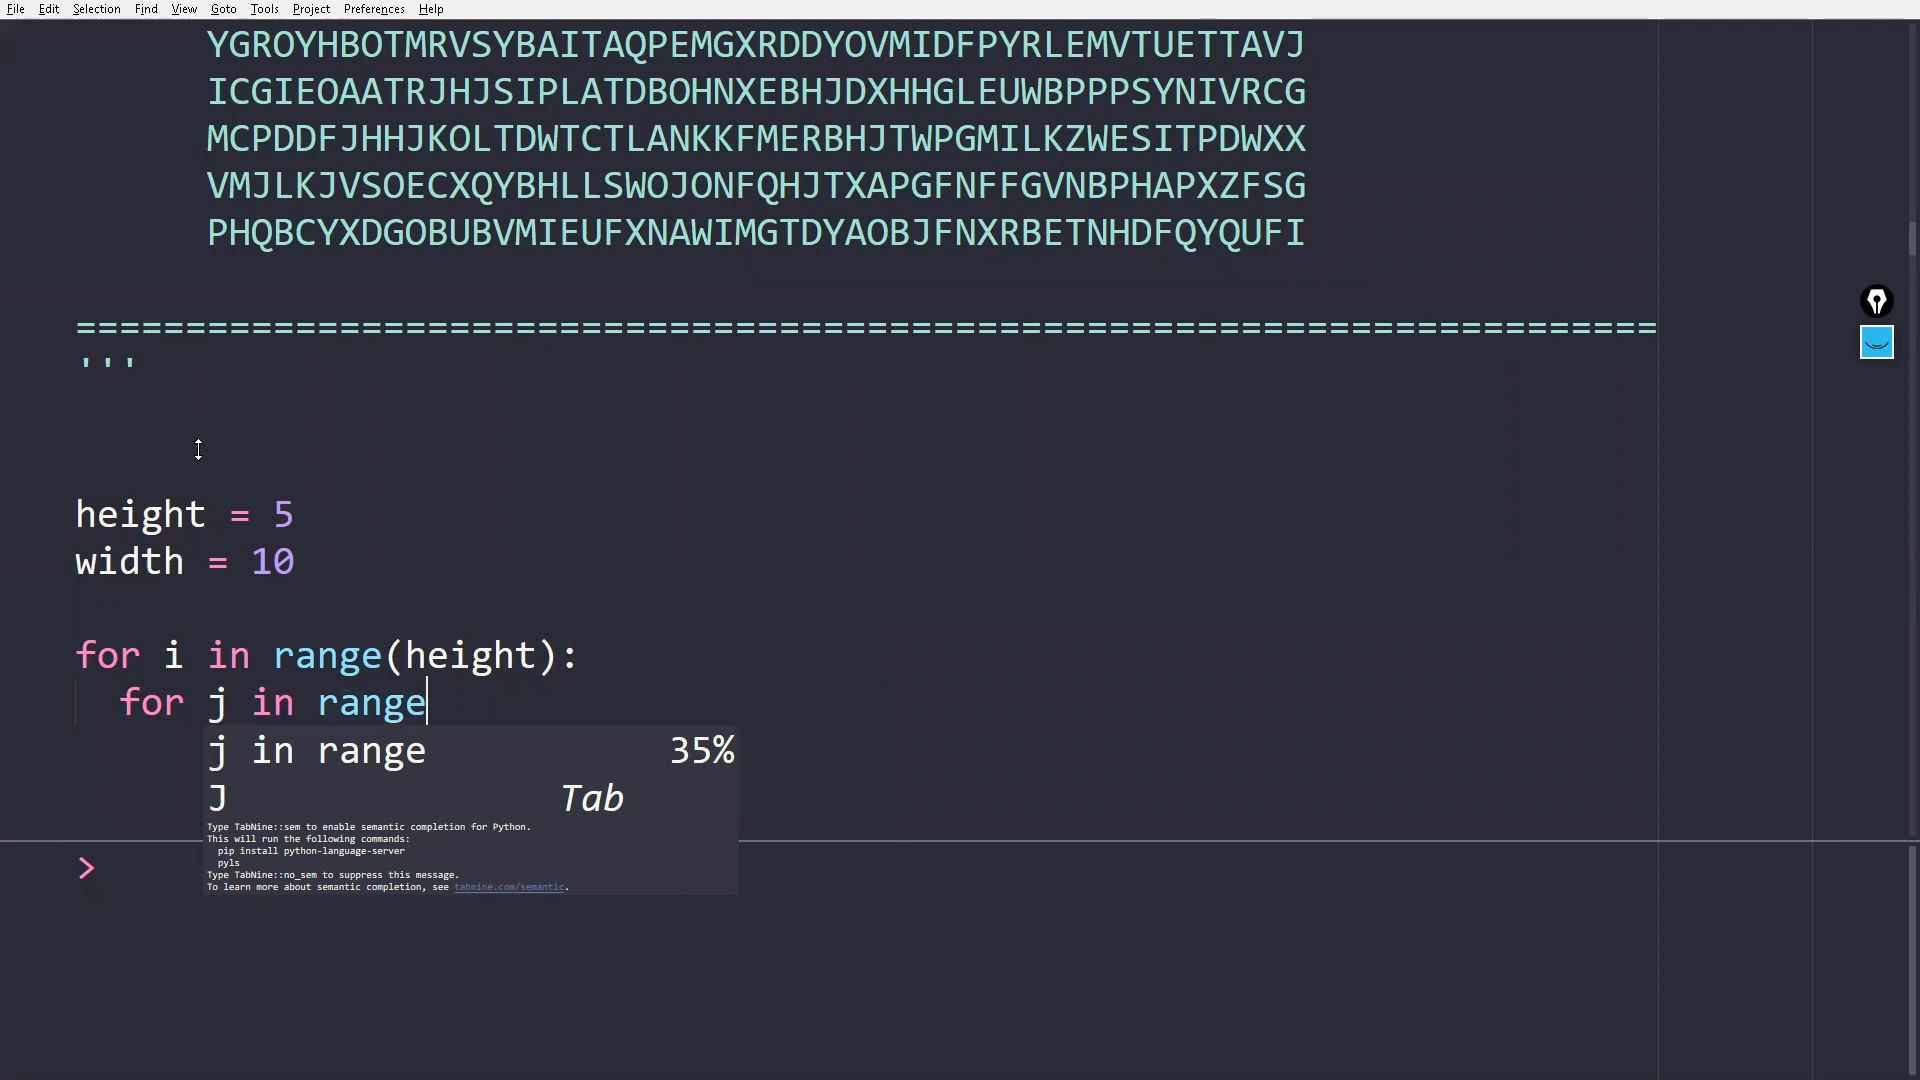 File Edit Selection Find View Goto Tools Project Preferences Help
YGROYHBOTMRVSYBAITAQPEMGXRDDYOVMIDFPYRLEMVTUETTAVJ
ICGIEOAATRJHJSIPLATDBOHNXEBHJDXHHGLEUWBPPPSYNIVRCG
MCPDDFJHHJKOLTDWTCTLANKKFMERBHJTWPGMILKZWESITPDWXX
VMJLKJVSOECXQYBHLLSWOJONFQHJTXAPGFNFFGVNBPHAPXZFSG
PHQBCYXDGOBUBVMIEUFXNAWIMGTDYAOBJFNXRBETNHDFQYQUFI
========================================================================
'''
height = 5
width = 10
for i in range(height):
  for j in range
j in range 35%
J Tab
Type TabNine::sem to enable semantic completion for Python.
This will run the following commands:
  pip install python-language-server
  pyls
Type TabNine::no_sem to suppress this message.
To learn more about semantic completion, see tabnine.com/semantic.
>